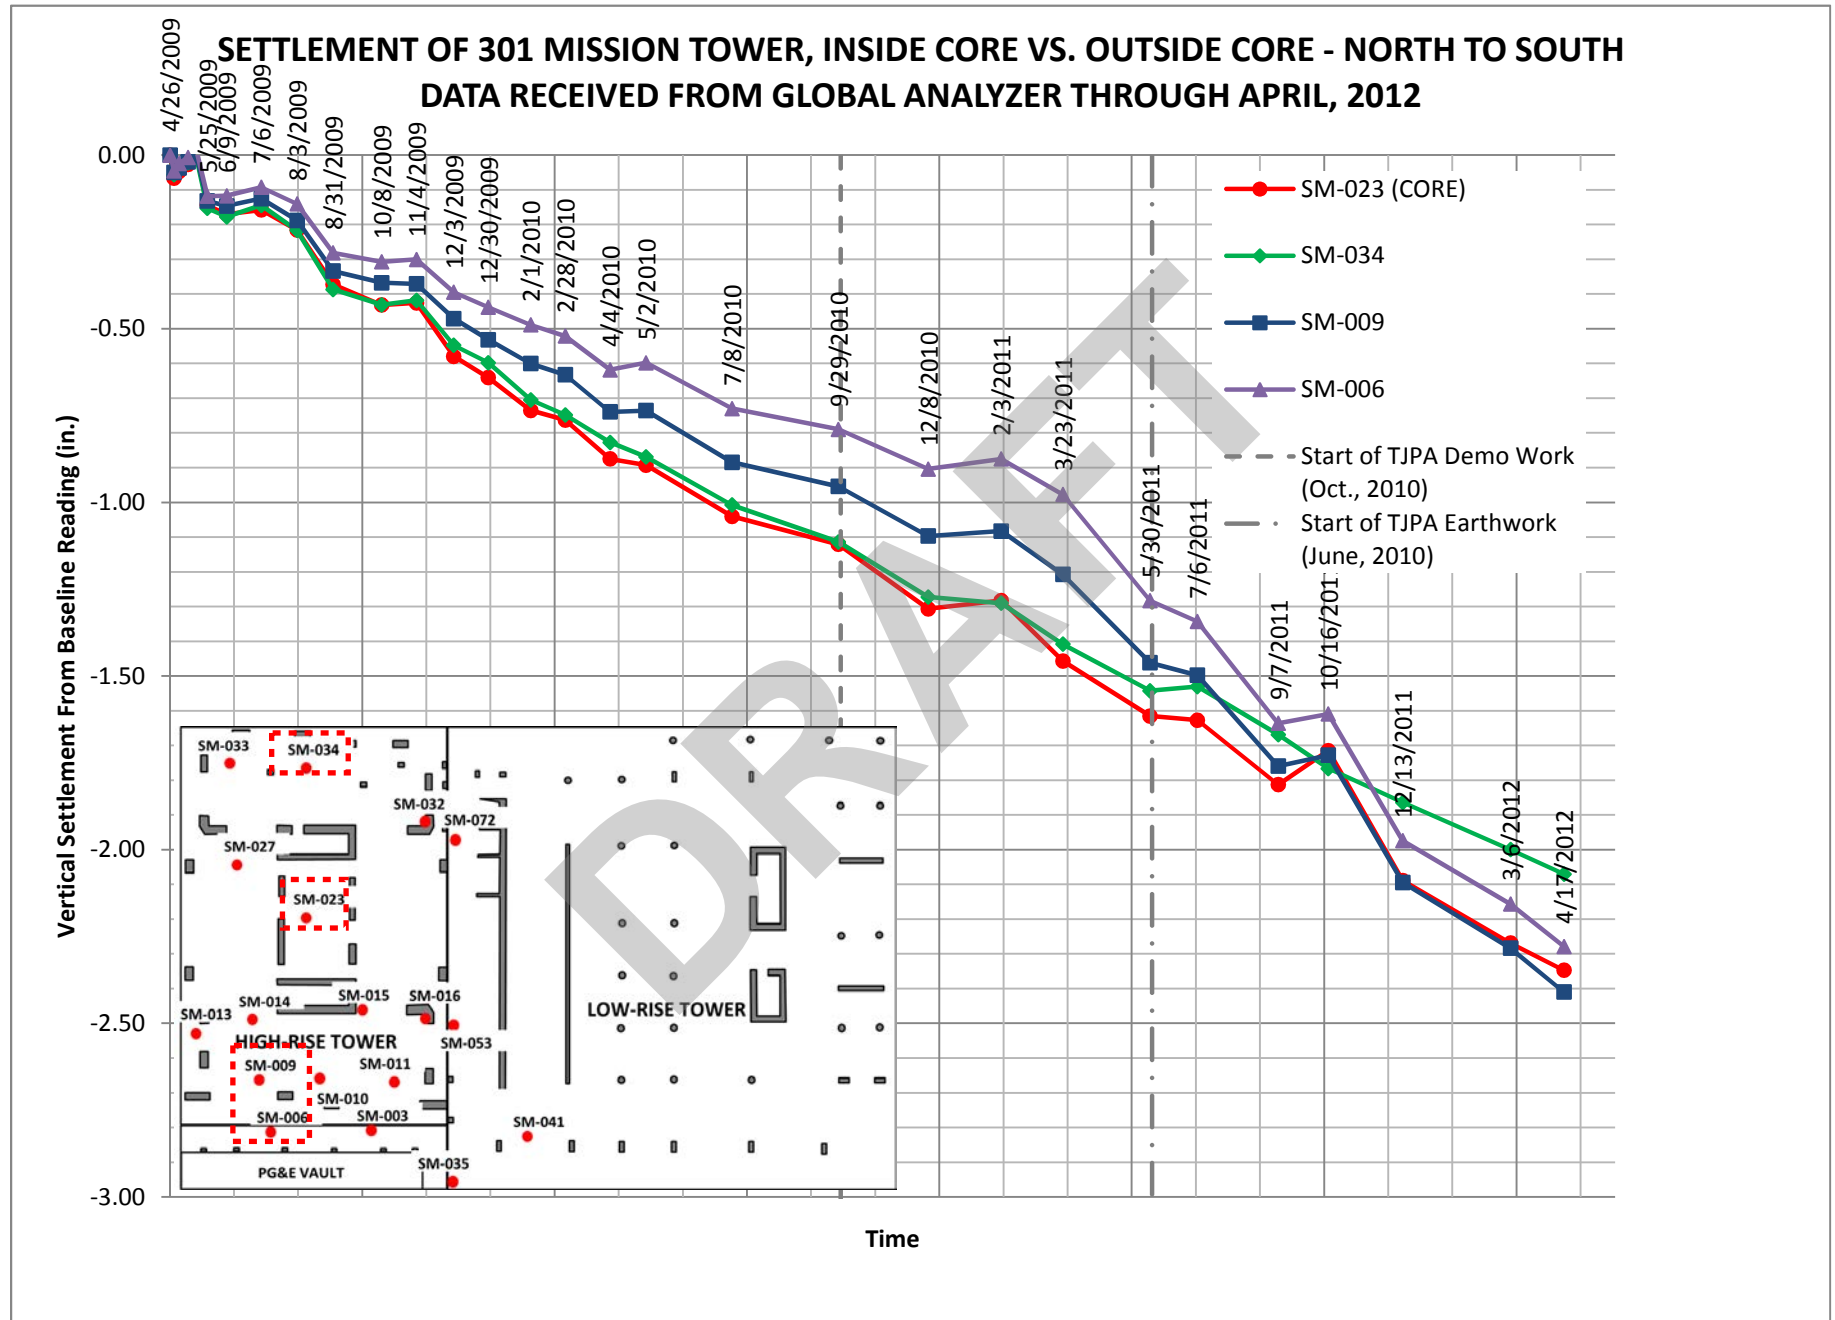 SETTLEMENT OF 301 MISSION TOWER, INSIDE CORE VS. OUTSIDE CORE - NORTH TO SOUTH
DATA RECEIVED FROM GLOBAL ANALYZER THROUGH APRIL, 2012
4/26/2009
5/25/2009
6/9/2009
7/6/2009
8/3/2009
8/31/2009
10/8/2009
11/4/2009
12/3/2009
12/30/2009
2/1/2010
2/28/2010
4/4/2010
5/2/2010
7/8/2010
9/29/2010
12/8/2010
2/3/2011
3/23/2011
5/30/2011
7/6/2011
9/7/2011
10/16/201
12/13/2011
3/6/2012
4/17/2012
0.00
-0.50
-1.00
-1.50
-2.00
-2.50
-3.00
Vertical Settlement From Baseline Reading (in.)
Time
SM-023 (CORE)
SM-034
SM-009
SM-006
Start of TJPA Demo Work
(Oct., 2010)
Start of TJPA Earthwork
(June, 2010)
DRAFT
SM-033
SM-034
SM-032
SM-072
SM-027
SM-023
SM-014
SM-015
SM-016
SM-013
HIGH-RISE TOWER
SM-053
LOW-RISE TOWER
SM-009
SM-011
SM-010
SM-006
SM-003
SM-041
SM-035
PG&E VAULT